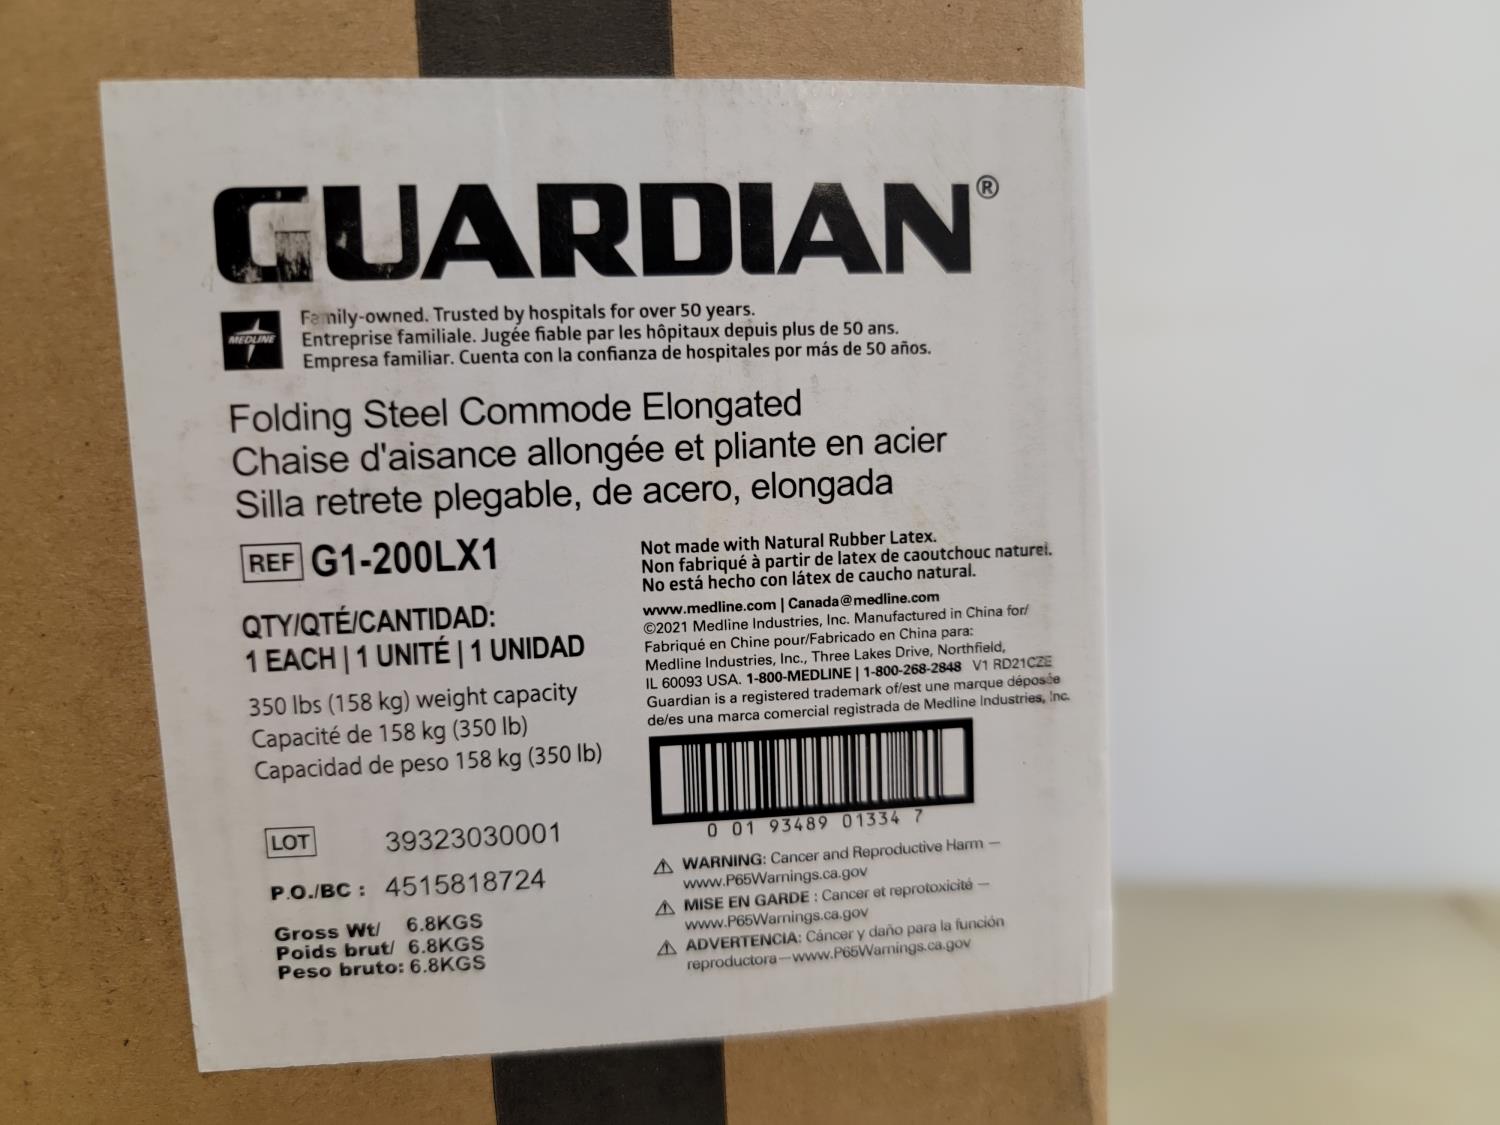 GUARDIAN®
MEDLINE
Family-owned. Trusted by hospitals for over 50 years.
Entreprise familiale. Jugée fiable par les hôpitaux depuis plus de 50 ans.
Empresa familiar. Cuenta con la confianza de hospitales por más de 50 años.
Folding Steel Commode Elongated
Chaise d'aisance allongée et pliante en acier
Silla retrete plegable, de acero, elongada
REF G1-200LX1
QTY/QTÉ/CANTIDAD:
1 EACH | 1 UNITÉ | 1 UNIDAD
350 lbs (158 kg) weight capacity
Capacité de 158 kg (350 lb)
Capacidad de peso 158 kg (350 lb)
LOT 39323030001
P.O./BC : 4515818724
Gross Wt/ 6.8KGS
Poids brut/ 6.8KGS
Peso bruto: 6.8KGS
Not made with Natural Rubber Latex.
Non fabriqué à partir de latex de caoutchouc naturel.
No está hecho con látex de caucho natural.
www.medline.com | Canada@medline.com
©2021 Medline Industries, Inc. Manufactured in China for/
Fabriqué en Chine pour/Fabricado en China para:
Medline Industries, Inc., Three Lakes Drive, Northfield,
IL 60093 USA. 1-800-MEDLINE | 1-800-268-2848 V1 RD21CZE
Guardian is a registered trademark of/est une marque déposée
de/es una marca comercial registrada de Medline Industries, Inc.
0 01 93489 01334 7
⚠ WARNING: Cancer and Reproductive Harm —
www.P65Warnings.ca.gov
⚠ MISE EN GARDE : Cancer et reprotoxicité —
www.P65Warnings.ca.gov
⚠ ADVERTENCIA: Cáncer y daño para la función
reproductora—www.P65Warnings.ca.gov